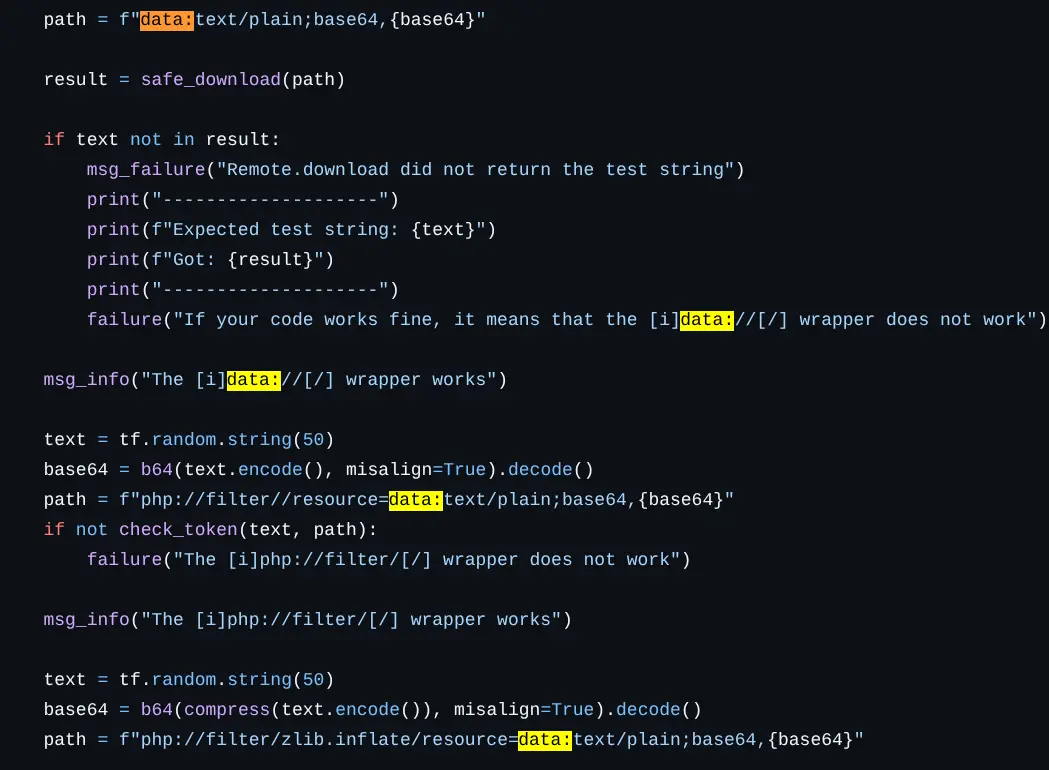 path = f"data:text/plain;base64,{base64}"
result = safe_download(path)
if text not in result:
msg_failure("Remote.download did not return the test string")
print("--------------------")
print(f"Expected test string: {text}")
print(f"Got: {result}")
print("--------------------")
failure("If your code works fine, it means that the [i]data://[/] wrapper does not work")
msg_info("The [i]data://[/] wrapper works")
text = tf.random.string(50)
base64 = b64(text.encode(), misalign=True).decode()
path = f"php://filter//resource=data:text/plain;base64,{base64}"
if not check_token(text, path):
failure("The [i]php://filter/[/] wrapper does not work")
msg_info("The [i]php://filter/[/] wrapper works")
text = tf.random.string(50)
base64 = b64(compress(text.encode()), misalign=True).decode()
path = f"php://filter/zlib.inflate/resource=data:text/plain;base64,{base64}"